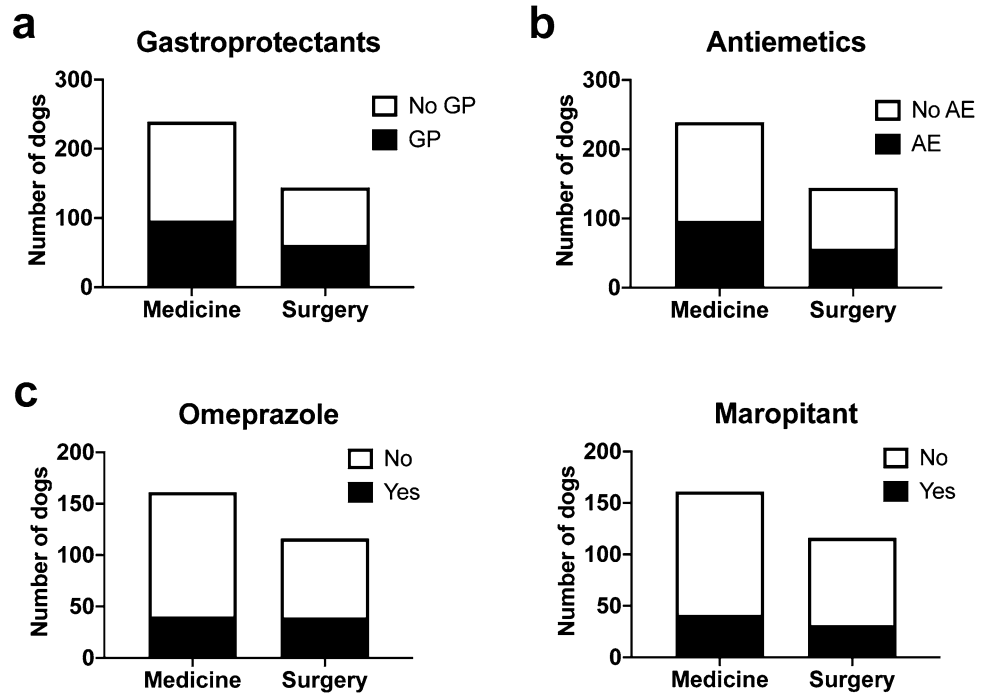 a
Gastroprotectants
Number of dogs
300
200
100
0
No GP
GP
Medicine
Surgery
b
Antiemetics
Number of dogs
300
200
100
0
No AE
AE
Medicine
Surgery
c
Omeprazole
Number of dogs
200
150
100
50
0
No
Yes
Medicine
Surgery
Maropitant
Number of dogs
200
150
100
50
0
No
Yes
Medicine
Surgery